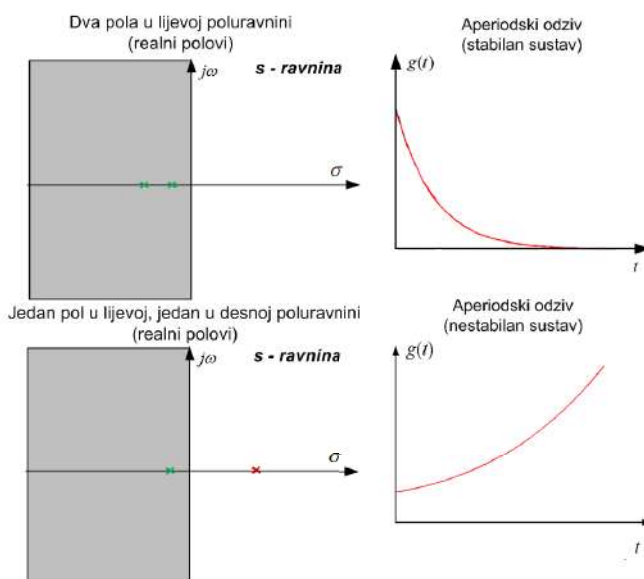 Dva pola u lijevoj poluravnini
(realni polovi)
jω
s - ravnina
σ
Aperiodski odziv
(stabilan sustav)
g(t)
t
Jedan pol u lijevoj, jedan u desnoj poluravnini
(realni polovi)
jω
s - ravnina
σ
Aperiodski odziv
(nestabilan sustav)
g(t)
t